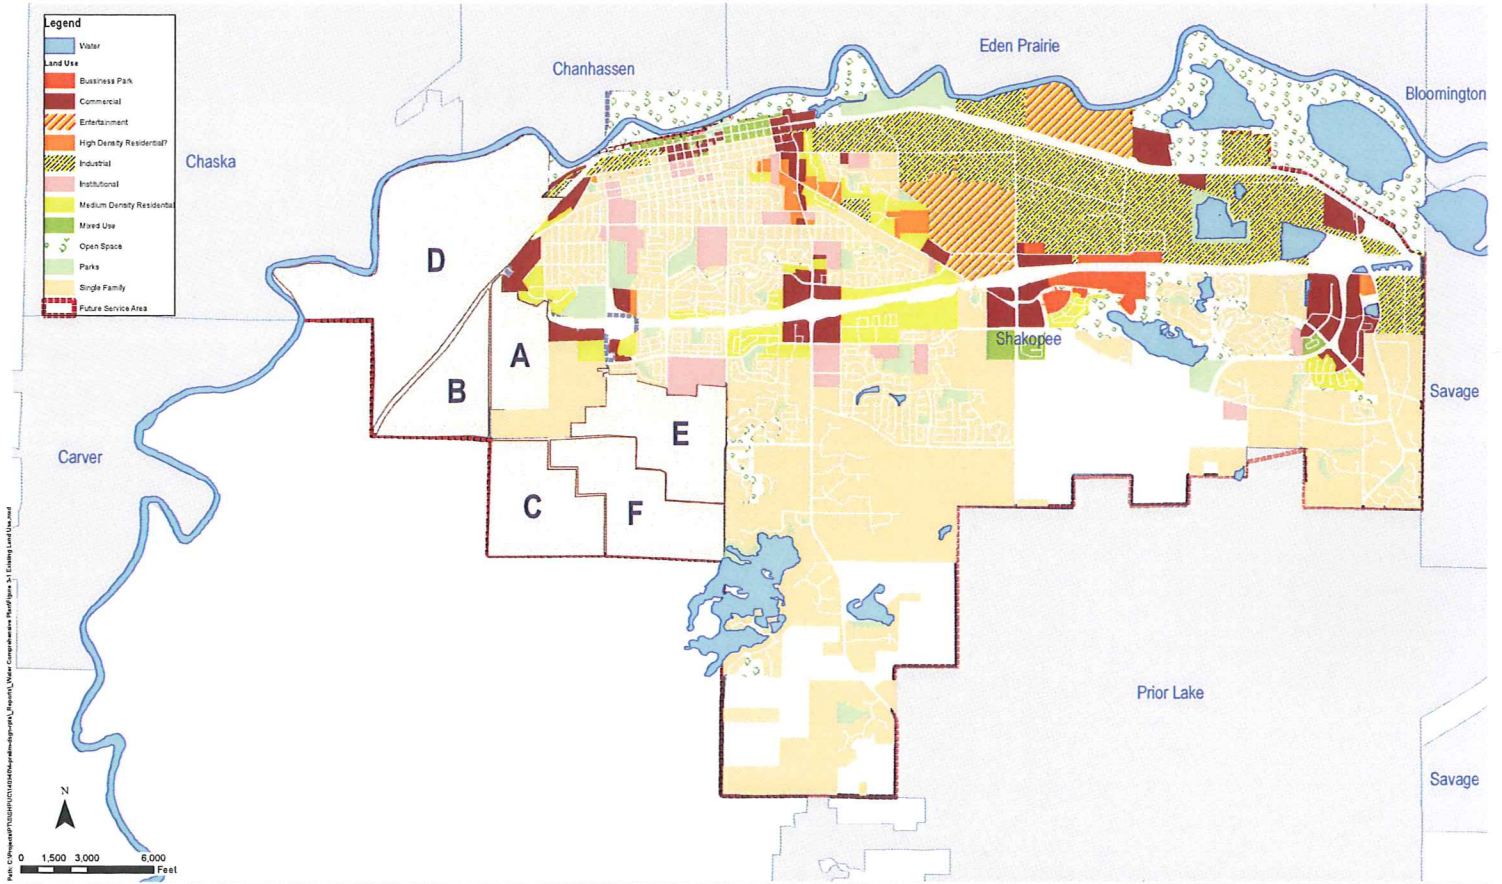 Legend
Water
Land Use
Bussiness Park
Commercial
Entertainment
High Density Residential?
Industrial
Institutional
Medium Density Residential
Mixed Use
Open Space
Parks
Single Family
Future Service Area
Chanhassen
Eden Prairie
Bloomington
Chaska
D
A
B
E
C
F
Shakopee
Savage
Carver
Prior Lake
Savage
N
0 1,500 3,000 6,000
Feet